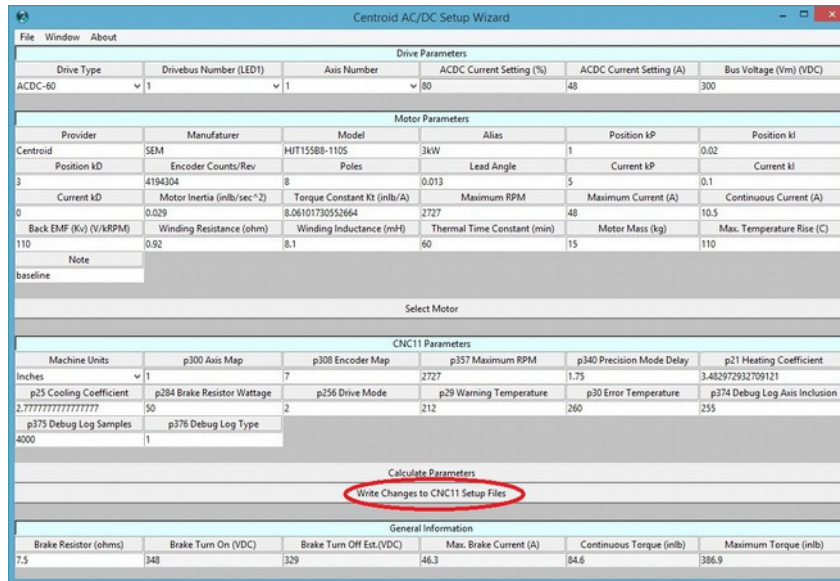 Centroid AC/DC Setup Wizard
File Window About
Drive Parameters
Drive Type Drivebus Number (LED1) Axis Number ACDC Current Setting (%) ACDC Current Setting (A) Bus Voltage (Vm) (VDC)
ACDC-60 1 1 80 48 300
Motor Parameters
Provider Manufaturer Model Alias Position kP Position kI
Centroid SEM HJT155B8-110S 3kW 1 0.02
Position kD Encoder Counts/Rev Poles Lead Angle Current kP Current kI
3 4194304 8 0.013 5 0.1
Current kD Motor Inertia (inlb/sec^2) Torque Constant Kt (inlb/A) Maximum RPM Maximum Current (A) Continuous Current (A)
0 0.029 8.06101730552664 2727 48 10.5
Back EMF (Kv) (V/kRPM) Winding Resistance (ohm) Winding Inductance (mH) Thermal Time Constant (min) Motor Mass (kg) Max. Temperature Rise (C)
110 0.92 8.1 60 15 110
Note
baseline
Select Motor
CNC11 Parameters
Machine Units p300 Axis Map p308 Encoder Map p357 Maximum RPM p340 Precision Mode Delay p21 Heating Coefficient
Inches 1 7 2727 1.75 3.482972932709121
p25 Cooling Coefficient p284 Brake Resistor Wattage p256 Drive Mode p29 Warning Temperature p30 Error Temperature p374 Debug Log Axis Inclusion
2.7777777777777777 50 2 212 260 255
p375 Debug Log Samples p376 Debug Log Type
4000 1
Calculate Parameters
Write Changes to CNC11 Setup Files
General Information
Brake Resistor (ohms) Brake Turn On (VDC) Brake Turn Off Est.(VDC) Max. Brake Current (A) Continuous Torque (inlb) Maximum Torque (inlb)
7.5 348 329 46.3 84.6 386.9